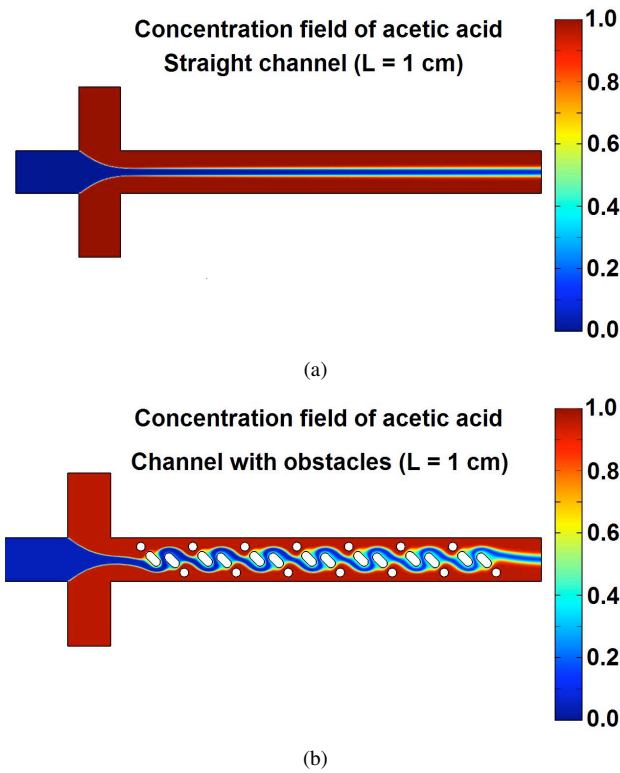 Concentration field of acetic acid
Straight channel (L = 1 cm)
1.0
0.8
0.6
0.4
0.2
0.0
(a)
Concentration field of acetic acid
Channel with obstacles (L = 1 cm)
1.0
0.8
0.6
0.4
0.2
0.0
(b)